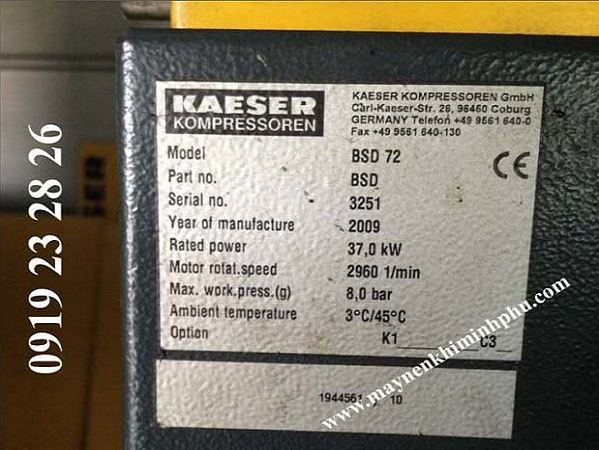 KAESER
KOMPRESSOREN
KAESER KOMPRESSOREN GmbH
Carl-Kaeser-Str. 26, 96450 Coburg
GERMANY Telefon +49 9561 640-0
Fax +49 9561 640-130
CE
Model BSD 72
Part no. BSD
Serial no. 3251
Year of manufacture 2009
Rated power 37,0 kW
Motor rotat.speed 2960 1/min
Max. work.press.(g) 8,0 bar
Ambient temperature 3°C/45°C
Option K1_______C3_
1944561 10
0919 23 28 26
www.maynenkhiminhphu.com